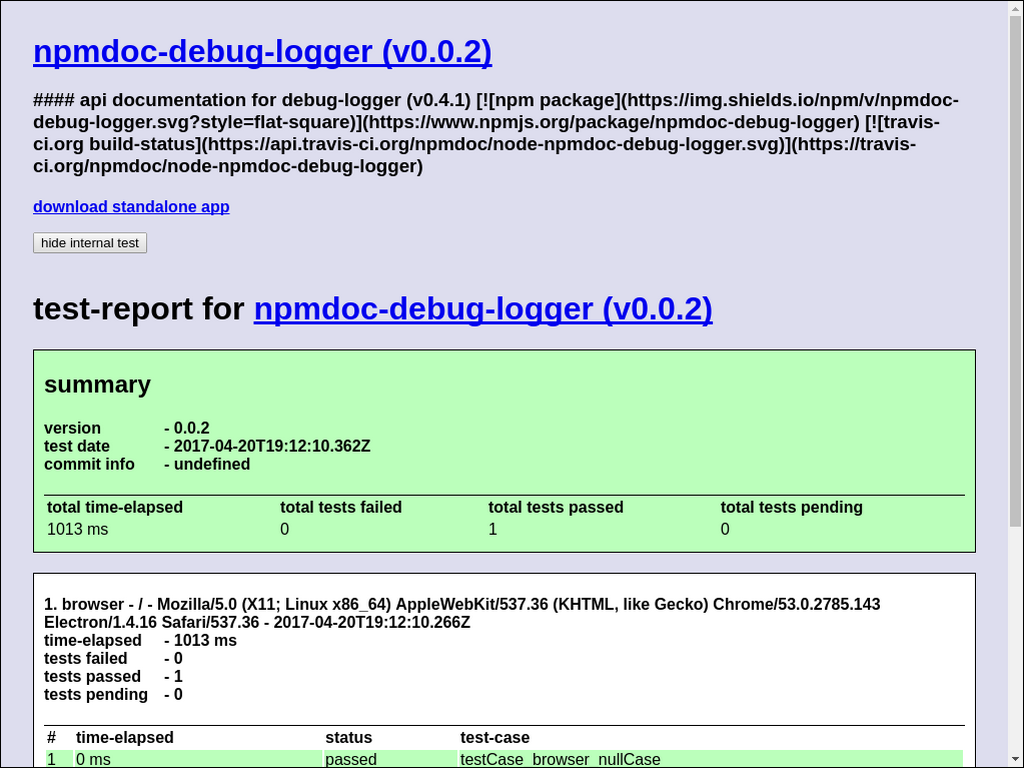 npmdoc-debug-logger (v0.0.2)
#### api documentation for debug-logger (v0.4.1) [![npm package](https://img.shields.io/npm/v/npmdoc-
debug-logger.svg?style=flat-square)](https://www.npmjs.org/package/npmdoc-debug-logger) [![travis-
ci.org build-status](https://api.travis-ci.org/npmdoc/node-npmdoc-debug-logger.svg)](https://travis-
ci.org/npmdoc/node-npmdoc-debug-logger)
download standalone app
hide internal test
test-report for npmdoc-debug-logger (v0.0.2)
summary
version - 0.0.2
test date - 2017-04-20T19:12:10.362Z
commit info - undefined
total time-elapsed total tests failed total tests passed total tests pending
1013 ms 0 1 0
1. browser - / - Mozilla/5.0 (X11; Linux x86_64) AppleWebKit/537.36 (KHTML, like Gecko) Chrome/53.0.2785.143
Electron/1.4.16 Safari/537.36 - 2017-04-20T19:12:10.266Z
time-elapsed - 1013 ms
tests failed - 0
tests passed - 1
tests pending - 0
# time-elapsed status test-case
1 0 ms passed testCase_browser_nullCase